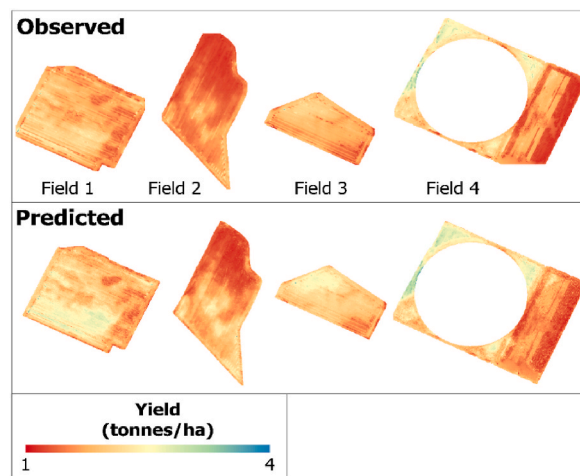 Observed
Field 1 Field 2 Field 3 Field 4
Predicted
Yield
(tonnes/ha)
1 4